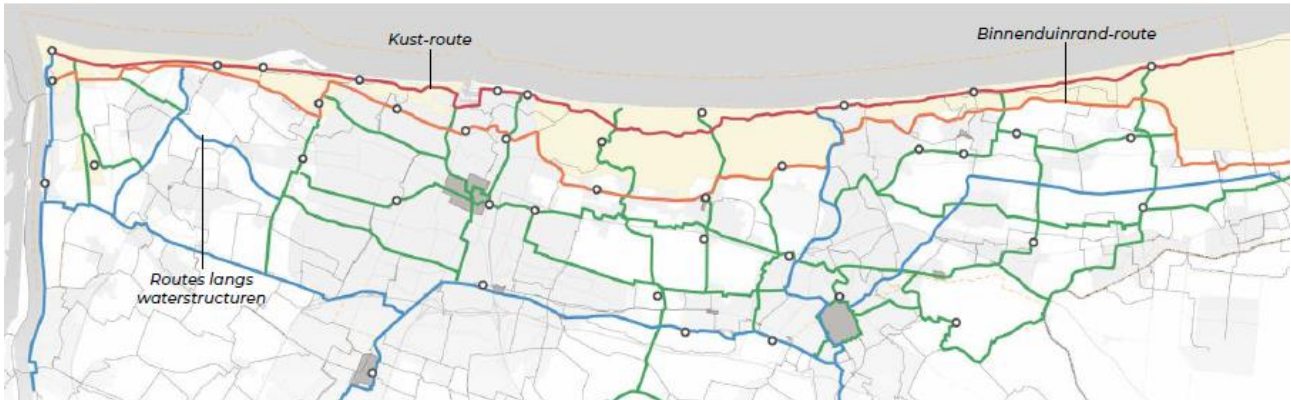 Kust-route
Binnenduinrand-route
Routes langs
waterstructuren